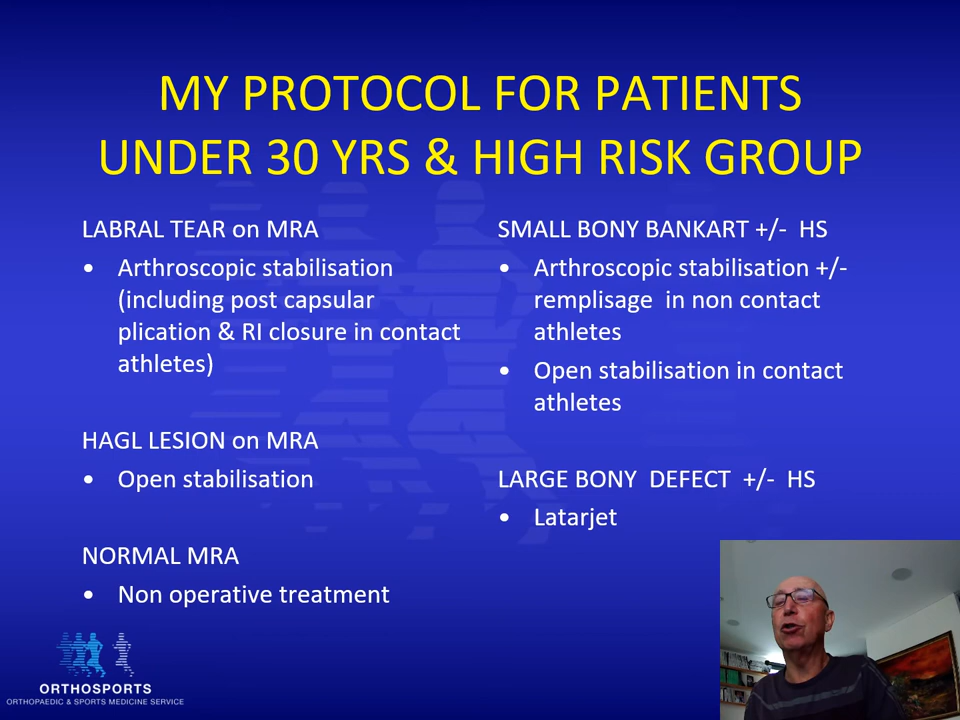 MY PROTOCOL FOR PATIENTS
UNDER 30 YRS & HIGH RISK GROUP
LABRAL TEAR on MRA
• Arthroscopic stabilisation
(including post capsular
plication & RI closure in contact
athletes)
HAGL LESION on MRA
• Open stabilisation
NORMAL MRA
• Non operative treatment
SMALL BONY BANKART +/- HS
• Arthroscopic stabilisation +/-
remplisage in non contact
athletes
• Open stabilisation in contact
athletes
LARGE BONY DEFECT +/- HS
• Latarjet
ORTHOSPORTS
ORTHOPAEDIC & SPORTS MEDICINE SERVICE